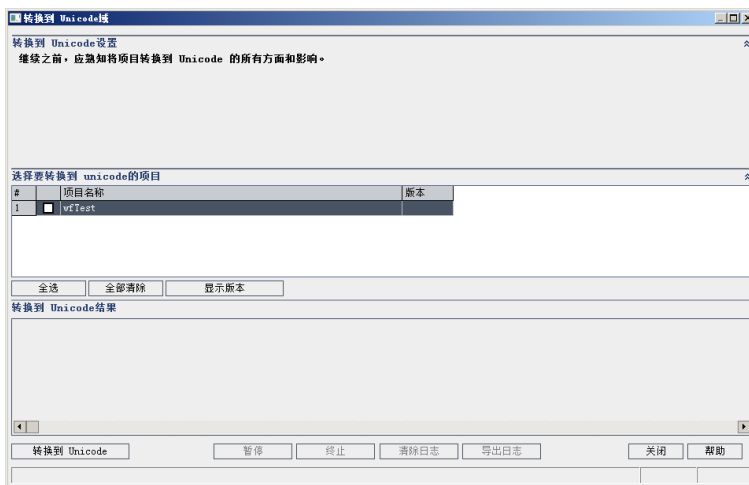 转换到 Unicode域
转换到 Unicode设置
继续之前，应熟知将项目转换到 Unicode 的所有方面和影响。
选择要转换到 unicode的项目
# 项目名称 版本
1 wfTest
全选 全部清除 显示版本
转换到 Unicode结果
转换到 Unicode 暂停 终止 清除日志 导出日志 关闭 帮助